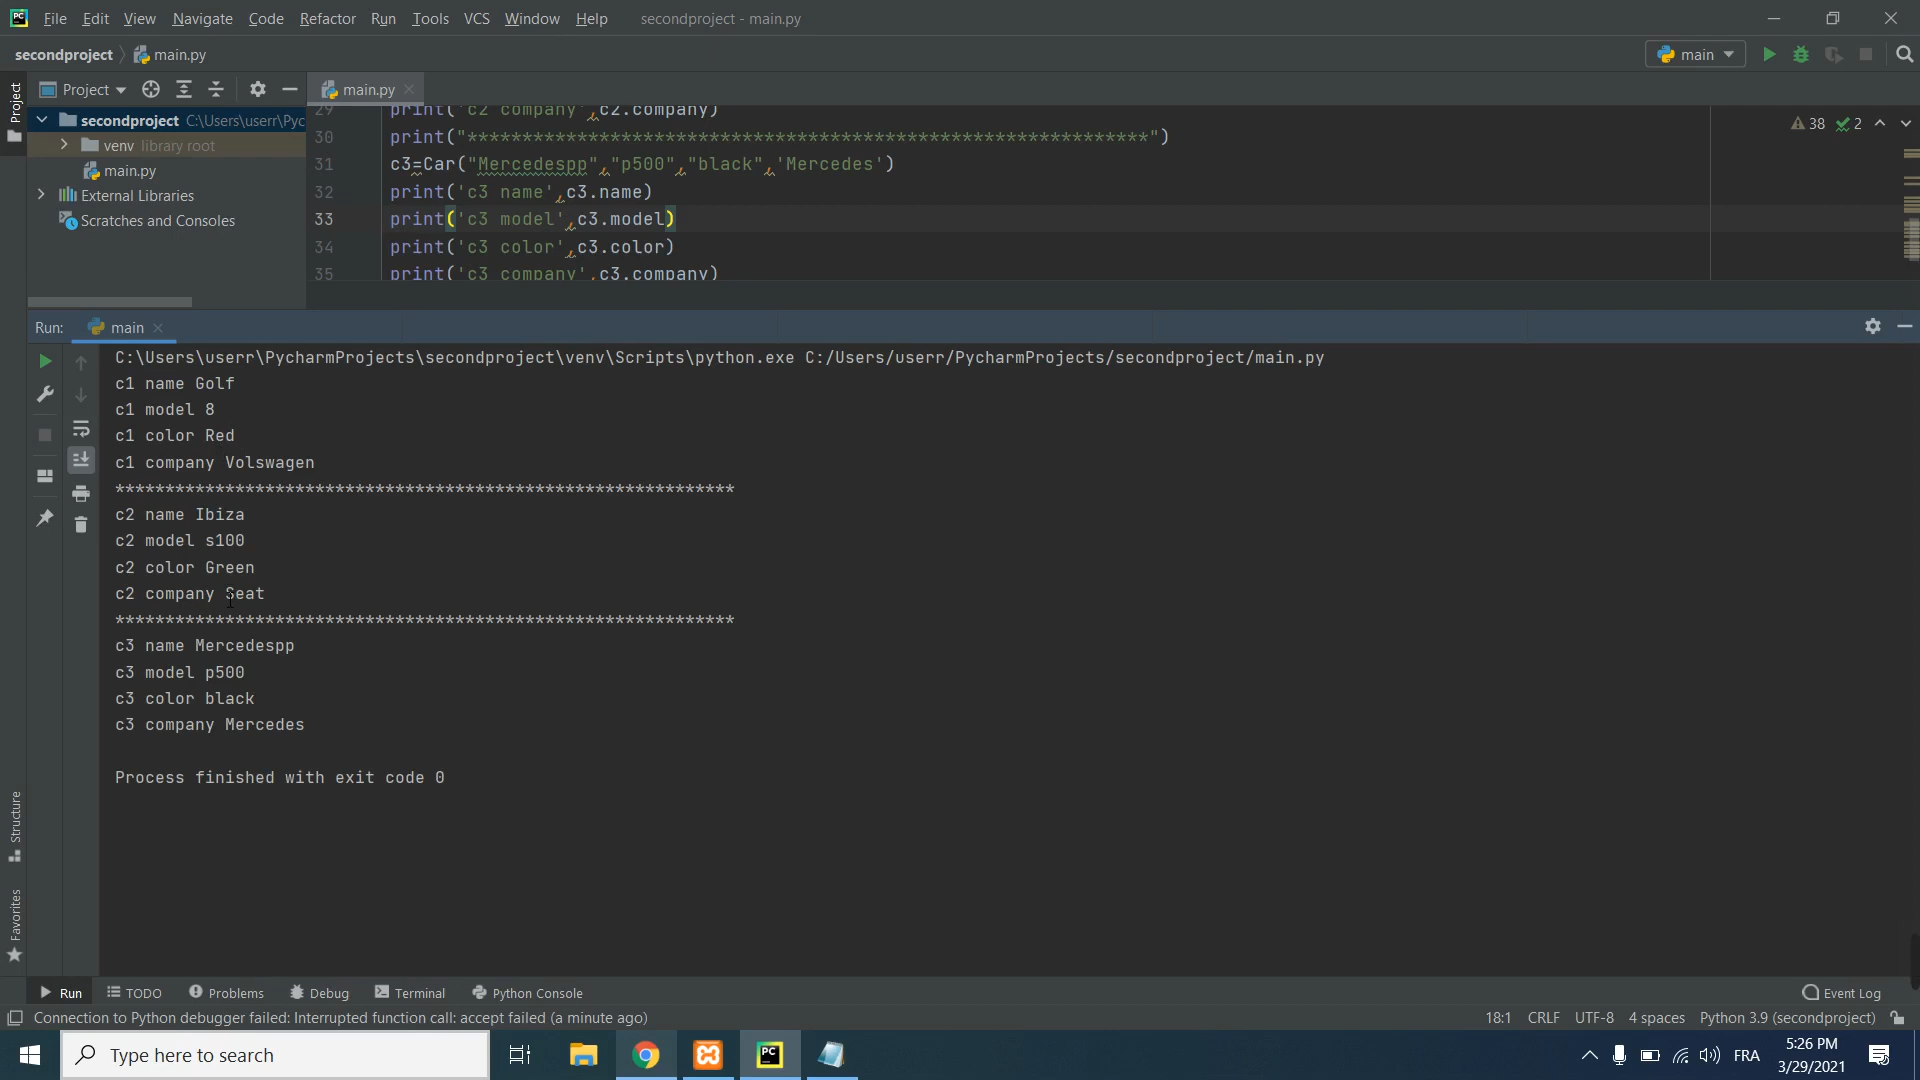 File Edit View Navigate Code Refactor Run Tools VCS Window Help secondproject - main.py
secondproject main.py main
Project
Project main.py
secondproject C:\Users\userr\Pyc
venv library root
main.py
External Libraries
Scratches and Consoles
38 2
29 print('c2 company',c2.company)
30 print("**************************************************************")
31 c3=Car("Mercedespp","p500","black",'Mercedes')
32 print('c3 name',c3.name)
33 print('c3 model',c3.model)
34 print('c3 color',c3.color)
35 print('c3 company',c3.company)
Run: main
C:\Users\userr\PycharmProjects\secondproject\venv\Scripts\python.exe C:/Users/userr/PycharmProjects/secondproject/main.py
c1 name Golf
c1 model 8
c1 color Red
c1 company Volswagen
**************************************************************
c2 name Ibiza
c2 model s100
c2 color Green
c2 company Seat
**************************************************************
c3 name Mercedespp
c3 model p500
c3 color black
c3 company Mercedes
Process finished with exit code 0
Structure
Favorites
Run TODO Problems Debug Terminal Python Console Event Log
Connection to Python debugger failed: Interrupted function call: accept failed (a minute ago) 18:1 CRLF UTF-8 4 spaces Python 3.9 (secondproject)
Type here to search FRA
5:26 PM
3/29/2021